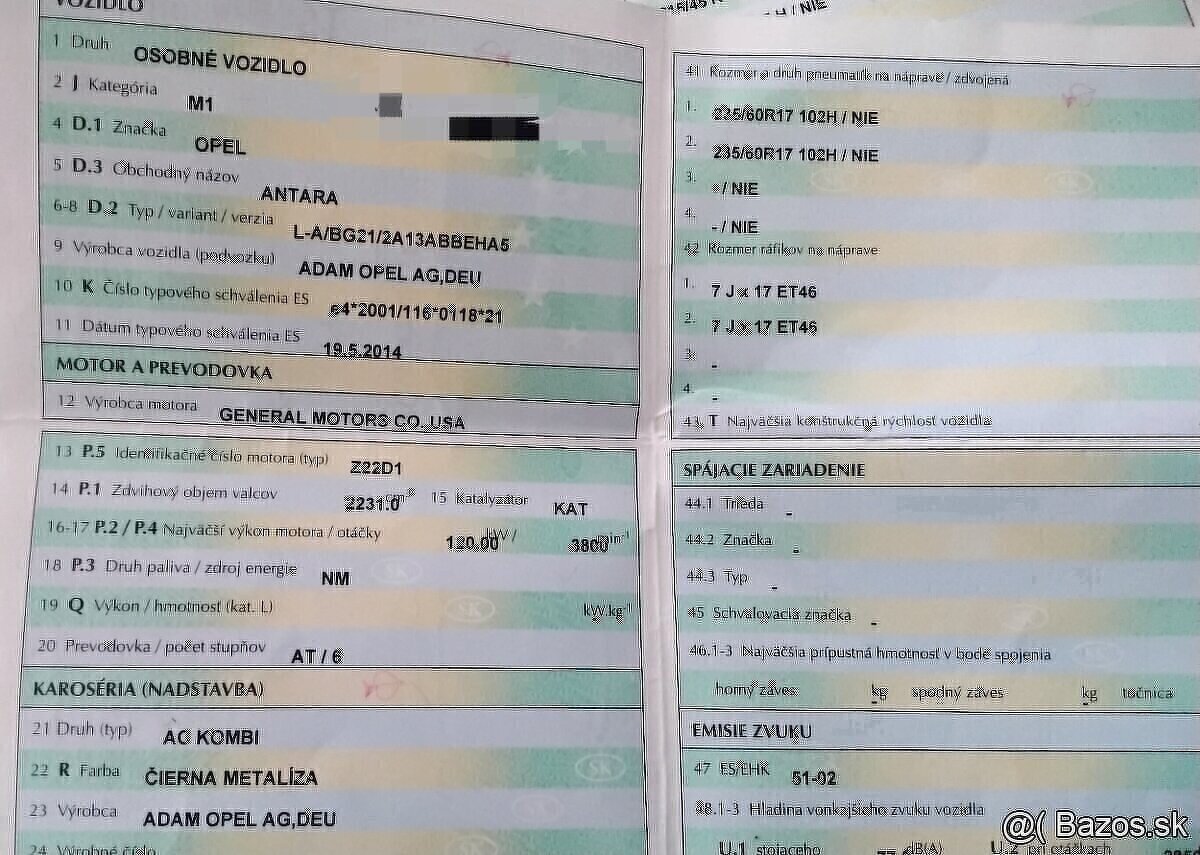 VOZIDLO
1 Druh OSOBNÉ VOZIDLO
2 J Kategória M1
4 D.1 Značka OPEL
5 D.3 Obchodný názov ANTARA
6-8 D.2 Typ / variant / verzia L-A/BG21/2A13ABBEHA5
9 Výrobca vozidla (podvozku) ADAM OPEL AG,DEU
10 K Číslo typového schválenia ES e4*2001/116*0118*21
11 Dátum typového schválenia ES 19.5.2014
MOTOR A PREVODOVKA
12 Výrobca motora GENERAL MOTORS CO. USA
13 P.5 Identifikačné číslo motora (typ) Z22D1
14 P.1 Zdvihový objem valcov 2231.0 cm³ 15 Katalyzátor KAT
16-17 P.2 / P.4 Najväčší výkon motora / otáčky 120.00 kW / 3800 min-1
18 P.3 Druh paliva / zdroj energie NM
19 Q Výkon / hmotnosť (kat. L) kW.kg-1
20 Prevodovka / počet stupňov AT / 6
KAROSÉRIA (NADSTAVBA)
21 Druh (typ) AC KOMBI
22 R Farba ČIERNA METALÍZA
23 Výrobca ADAM OPEL AG,DEU
24 Výrobné číslo
41 Rozmer a druh pneumatík na náprave / zdvojená
1. 235/60R17 102H / NIE
2. 235/60R17 102H / NIE
3. - / NIE
4. - / NIE
42 Rozmer ráfikov na náprave
1. 7 J x 17 ET46
2. 7 J x 17 ET46
3. -
4. -
43 T Najväčšia konštrukčná rýchlosť vozidla
SPÁJACIE ZARIADENIE
44.1 Trieda -
44.2 Značka -
44.3 Typ -
45 Schvaľovacia značka -
46.1-3 Najväčšia prípustná hmotnosť v bode spojenia
horný záves - kg spodný záves - kg točnica
EMISIE ZVUKU
47 ES/EHK 51-02
48.1-3 Hladina vonkajšieho zvuku vozidla
U.1 stojaceho dB(A) U.2 pri otáčkach
@( Bazos.sk